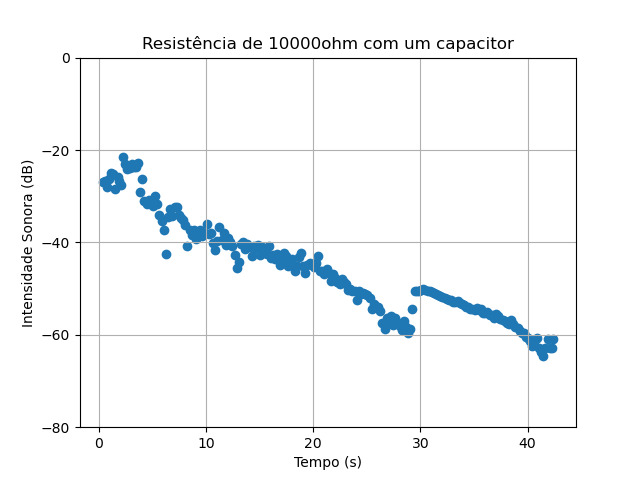 Resistência de 10000ohm com um capacitor
0
−20
−40
−60
−80
Intensidade Sonora (dB)
0 10 20 30 40
Tempo (s)